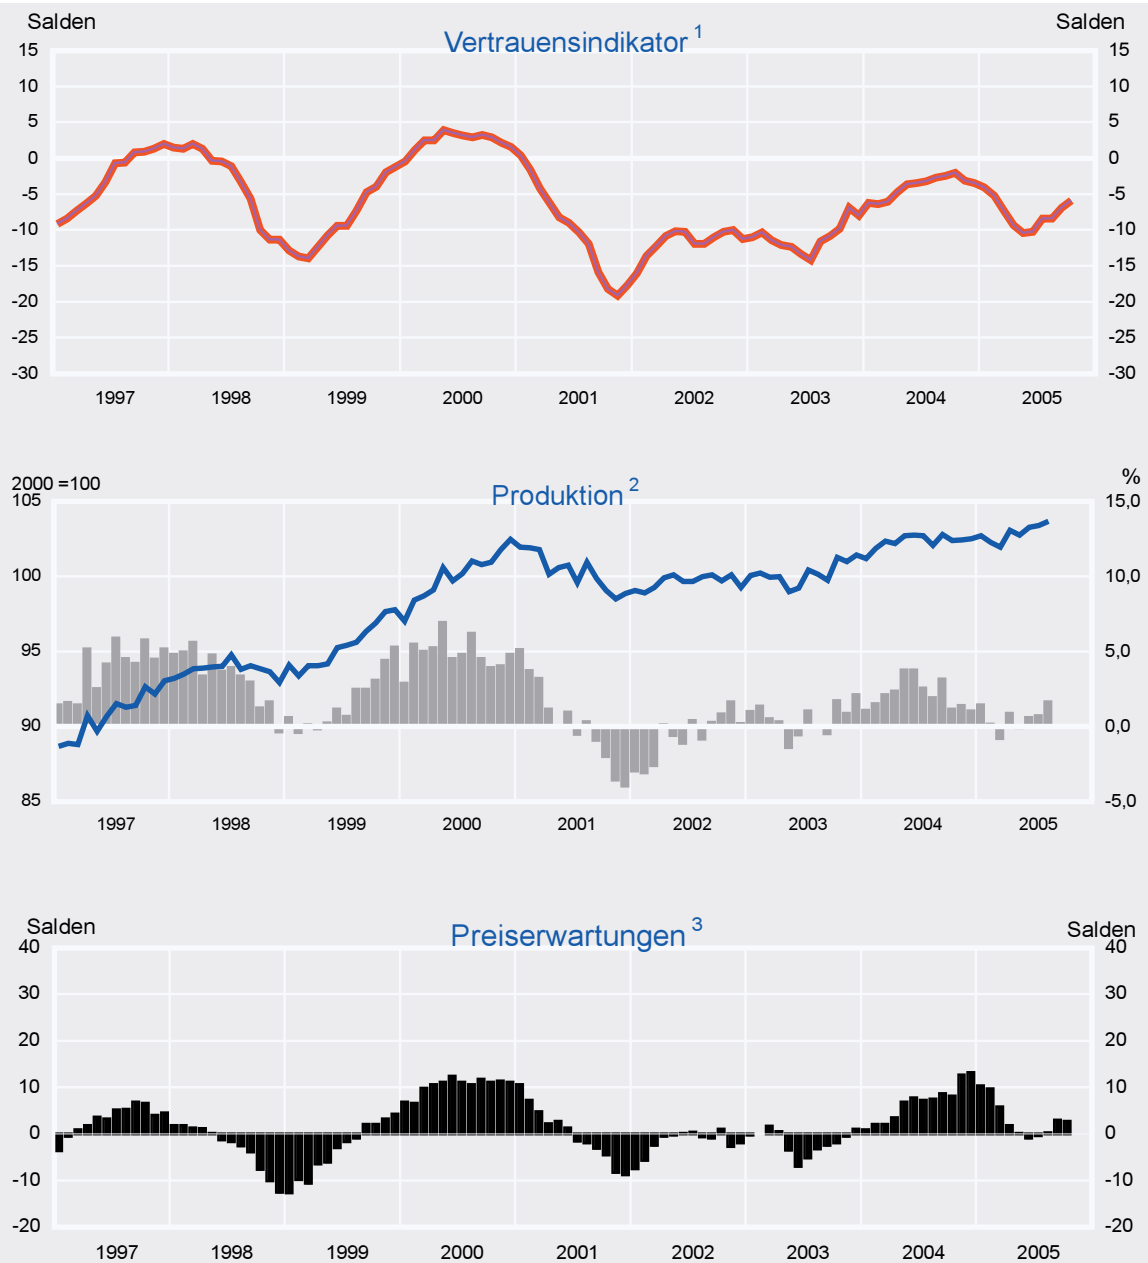 Salden Salden
Vertrauensindikator 1
15 15
10 10
5 5
0 0
-5 -5
-10 -10
-15 -15
-20 -20
-25 -25
-30 -30
1997 1998 1999 2000 2001 2002 2003 2004 2005
2000 =100 %
Produktion 2
105 15,0
100 10,0
95 5,0
90 0,0
85 -5,0
1997 1998 1999 2000 2001 2002 2003 2004 2005
Salden Salden
Preiserwartungen 3
40 40
30 30
20 20
10 10
0 0
-10 -10
-20 -20
1997 1998 1999 2000 2001 2002 2003 2004 2005